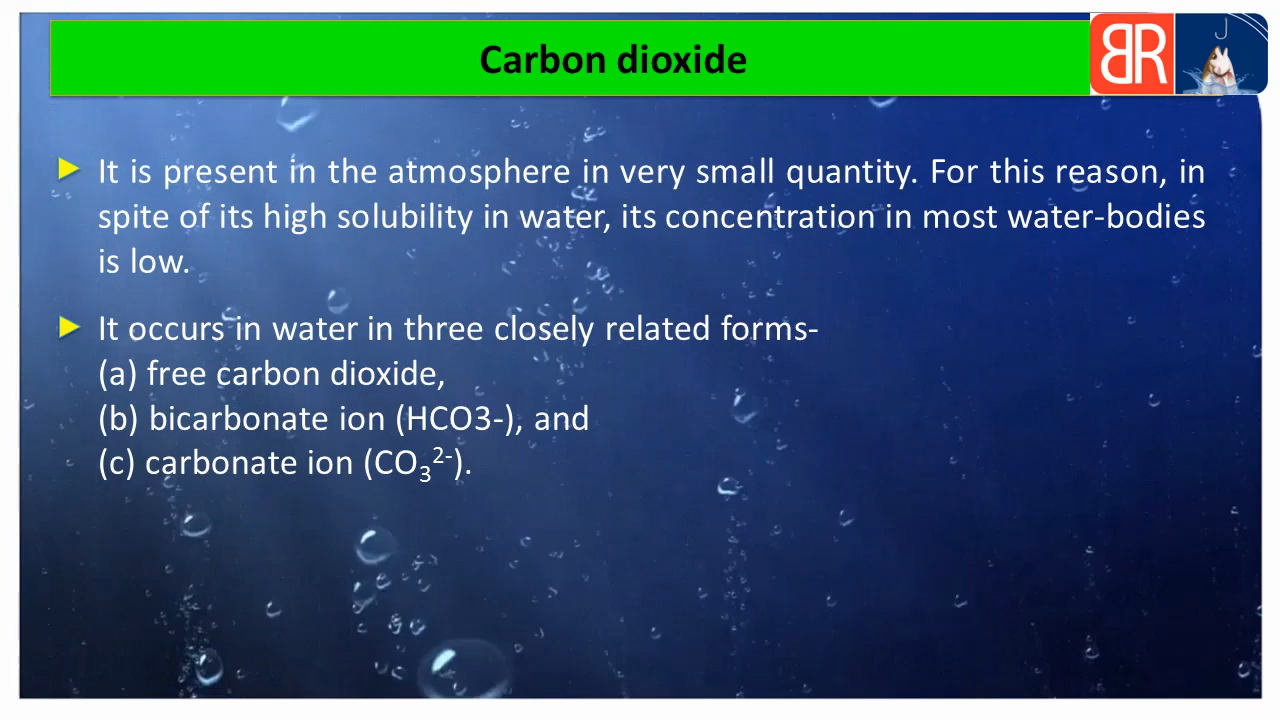 Carbon dioxide
BR
It is present in the atmosphere in very small quantity. For this reason, in
spite of its high solubility in water, its concentration in most water-bodies
is low.
It occurs in water in three closely related forms-
(a) free carbon dioxide,
(b) bicarbonate ion (HCO3-), and
(c) carbonate ion (CO₃²⁻).